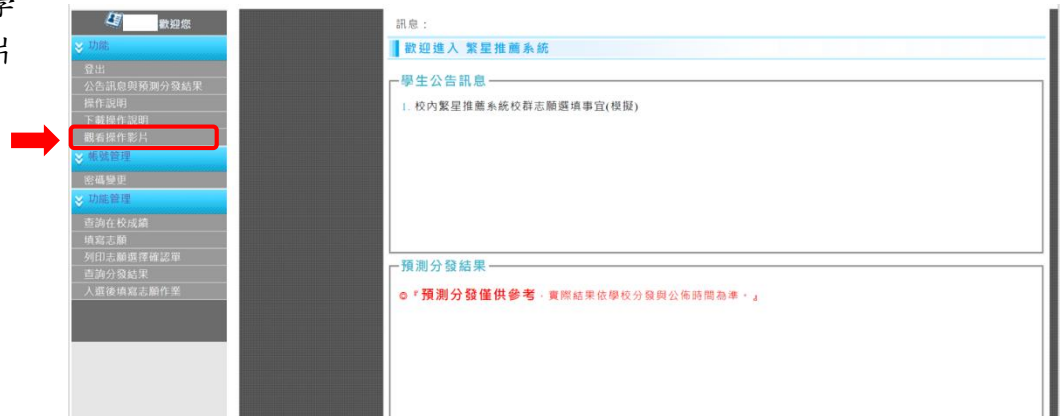 學
出
歡迎您
功能
登出
公告訊息與預測分發結果
操作說明
下載操作說明
觀看操作影片
帳號管理
密碼變更
功能管理
查詢在校成績
填寫志願
列印志願選擇確認單
查詢分發結果
入選後填寫志願作業
訊息：
歡迎進入 繁星推薦系統
學生公告訊息
1. 校內繁星推薦系統校群志願選填事宜(模擬)
預測分發結果
◎『預測分發僅供參考，實際結果依學校分發與公佈時間為準。』